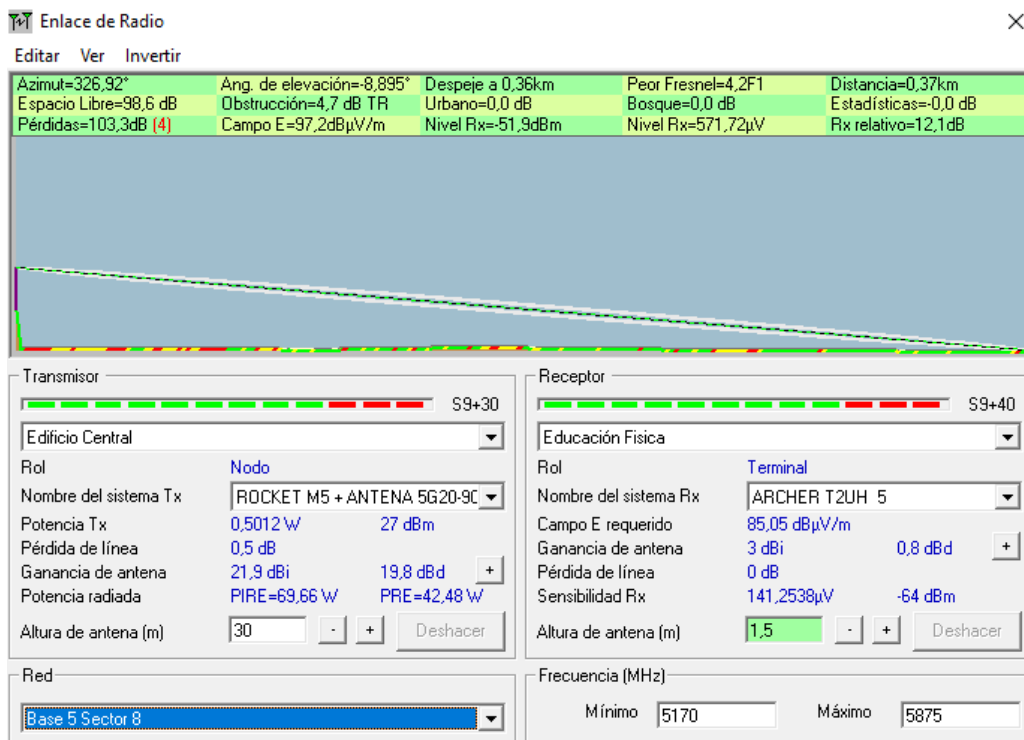 Enlace de Radio
Editar Ver Invertir
Azimut=326,92° Ang. de elevación=-8,895° Despeje a 0,36km Peor Fresnel=4,2F1 Distancia=0,37km
Espacio Libre=98,6 dB Obstrucción=4,7 dB TR Urbano=0,0 dB Bosque=0,0 dB Estadísticas=-0,0 dB
Pérdidas=103,3dB (4) Campo E=97,2dBµV/m Nivel Rx=-51,9dBm Nivel Rx=571,72µV Rx relativo=12,1dB
Transmisor
S9+30
Edificio Central
Rol Nodo
Nombre del sistema Tx ROCKET M5 + ANTENA 5G20-90
Potencia Tx 0,5012 W 27 dBm
Pérdida de línea 0,5 dB
Ganancia de antena 21,9 dBi 19,8 dBd +
Potencia radiada PIRE=69,66 W PRE=42,48 W
Altura de antena (m) 30 - + Deshacer
Receptor
S9+40
Educación Fisica
Rol Terminal
Nombre del sistema Rx ARCHER T2UH 5
Campo E requerido 85,05 dBµV/m
Ganancia de antena 3 dBi 0,8 dBd +
Pérdida de línea 0 dB
Sensibilidad Rx 141,2538µV -64 dBm
Altura de antena (m) 1,5 - + Deshacer
Red
Base 5 Sector 8
Frecuencia (MHz)
Mínimo 5170 Máximo 5875